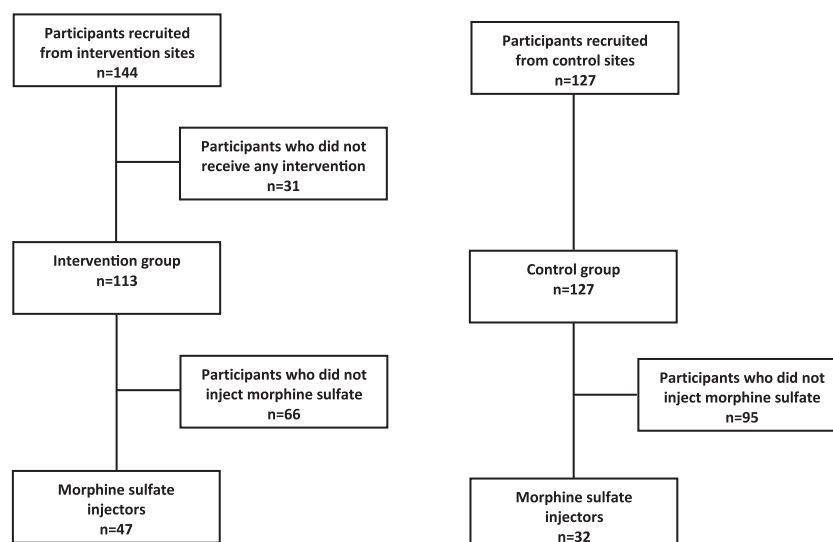 Participants recruited
from intervention sites
n=144
Participants who did not
receive any intervention
n=31
Intervention group
n=113
Participants who did not
inject morphine sulfate
n=66
Morphine sulfate
injectors
n=47
Participants recruited
from control sites
n=127
Control group
n=127
Participants who did not
inject morphine sulfate
n=95
Morphine sulfate
injectors
n=32